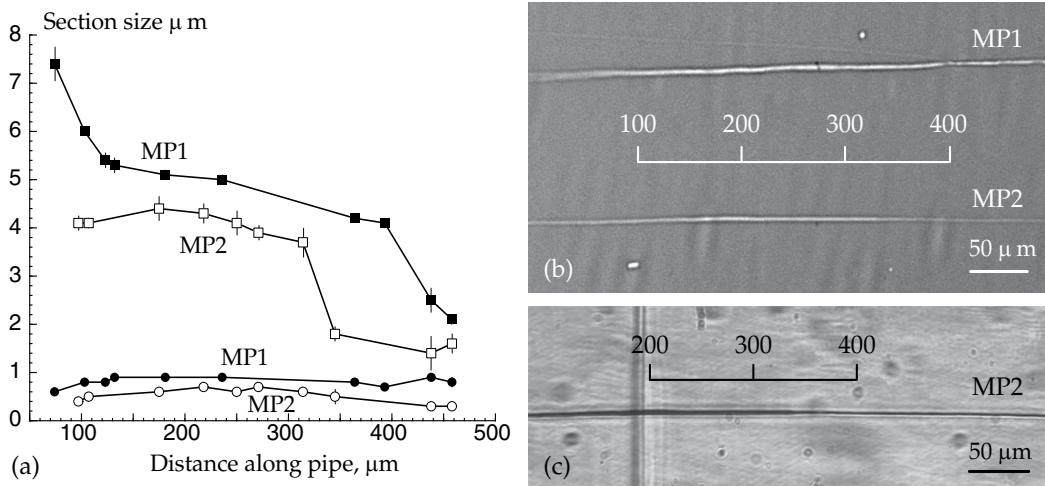 Section size μ m
8
7
6
5
4
3
2
1
0
MP1
MP2
MP1
MP2
100
200
300
400
500
Distance along pipe, μm
(a)
MP1
100 200 300 400
MP2
50 μ m
(b)
200 300 400
MP2
50 μm
(c)